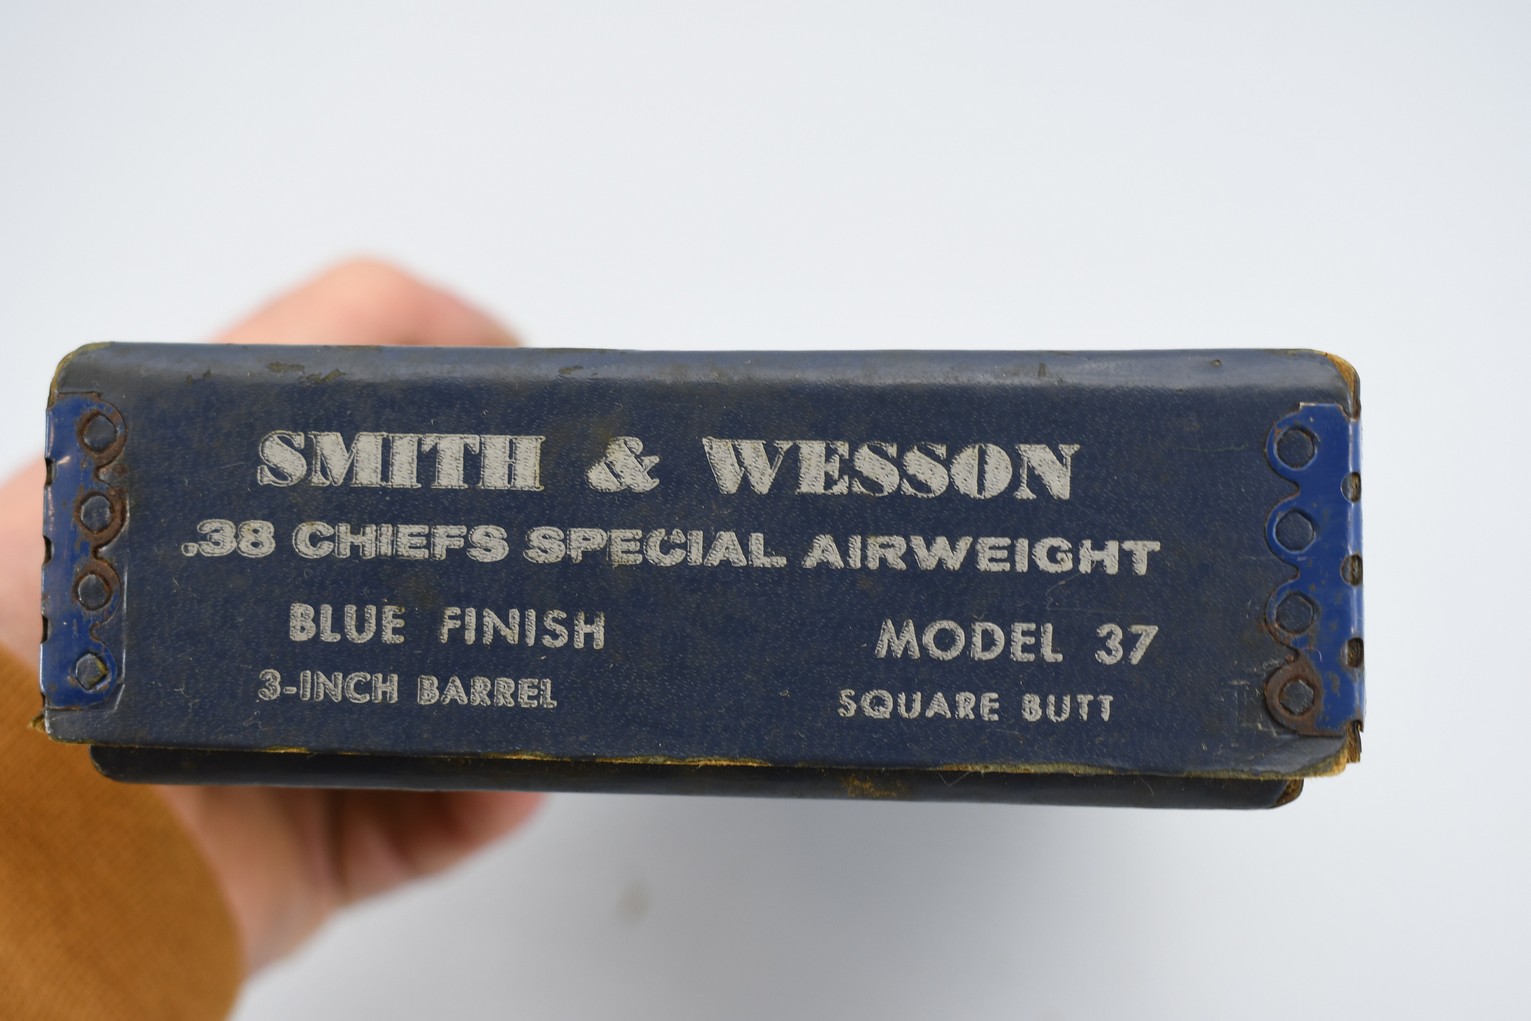 SMITH & WESSON
.38 CHIEFS SPECIAL AIRWEIGHT
BLUE FINISH MODEL 37
3-INCH BARREL SQUARE BUTT